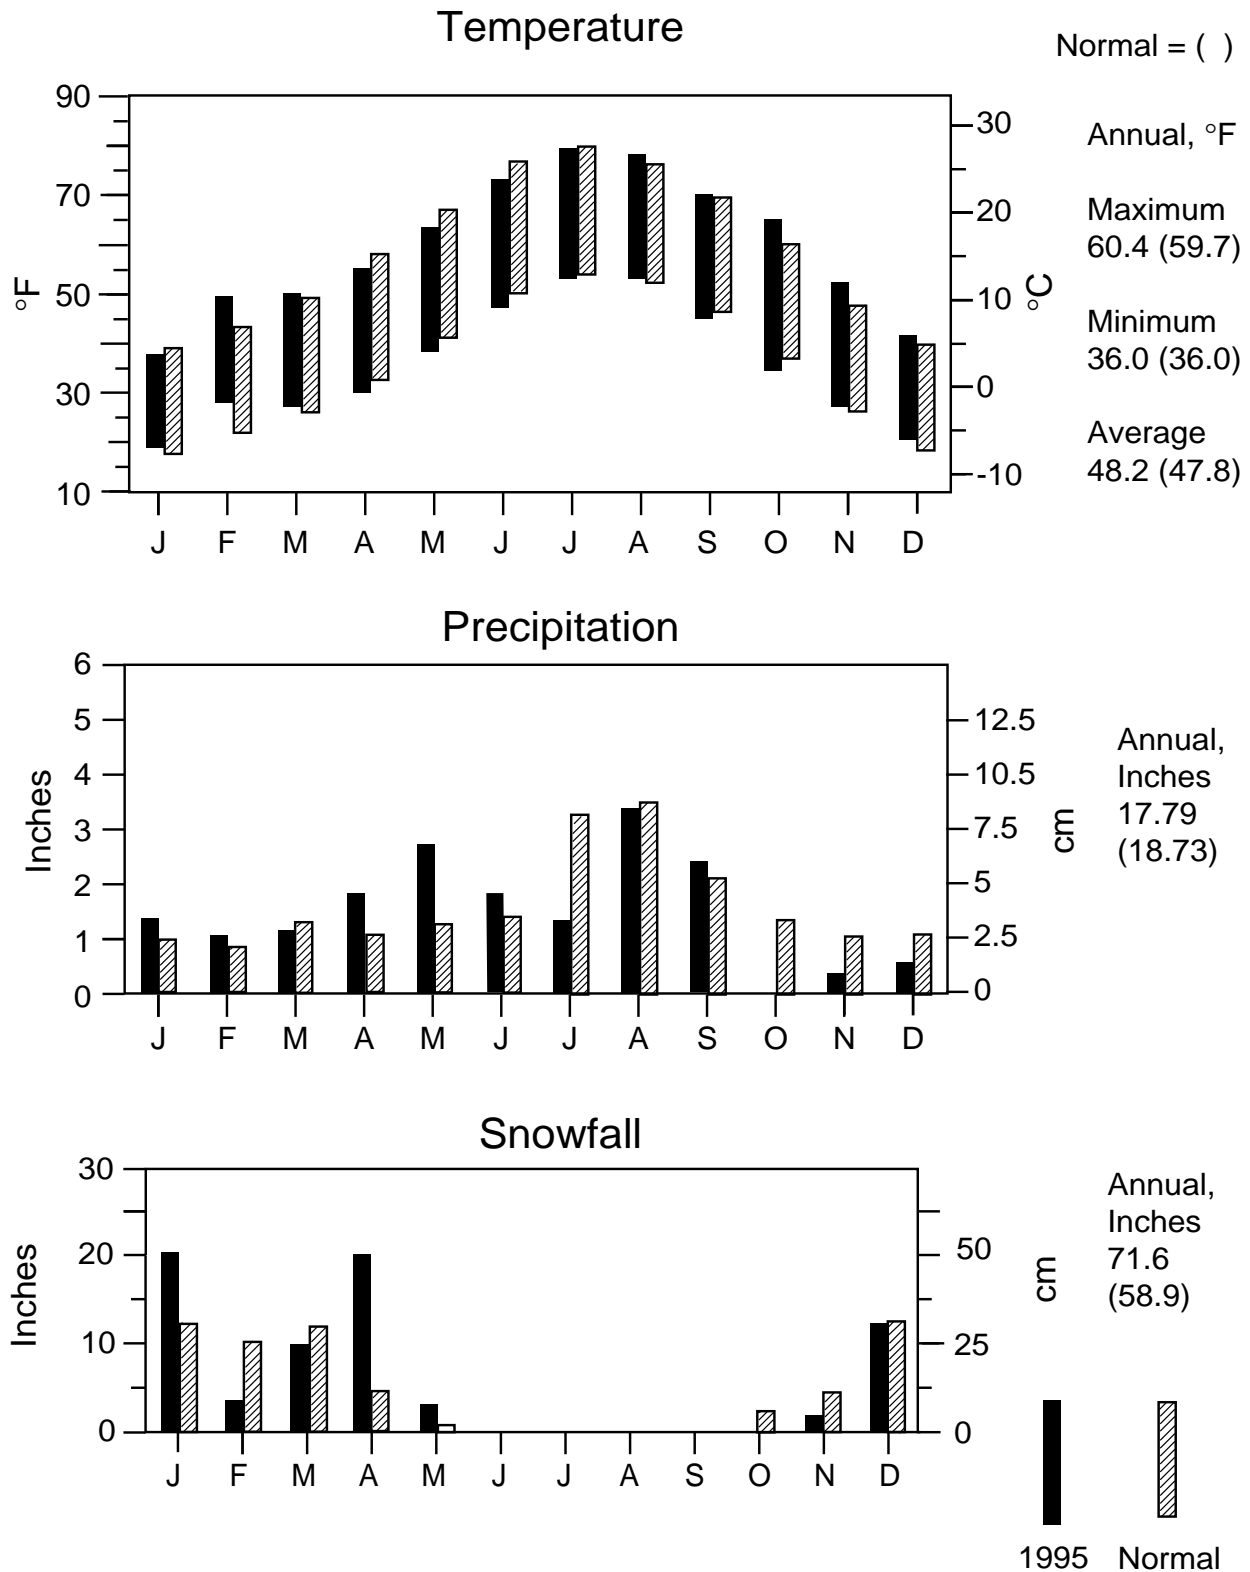 Temperature
Normal = ( )
90
70
50
30
10
°F
30
20
10
0
-10
°C
J F M A M J J A S O N D
Annual, °F
Maximum
60.4 (59.7)
Minimum
36.0 (36.0)
Average
48.2 (47.8)
Precipitation
6
5
4
3
2
1
0
Inches
12.5
10.5
7.5
5
2.5
0
cm
J F M A M J J A S O N D
Annual,
Inches
17.79
(18.73)
Snowfall
30
20
10
0
Inches
50
25
0
cm
J F M A M J J A S O N D
Annual,
Inches
71.6
(58.9)
1995 Normal